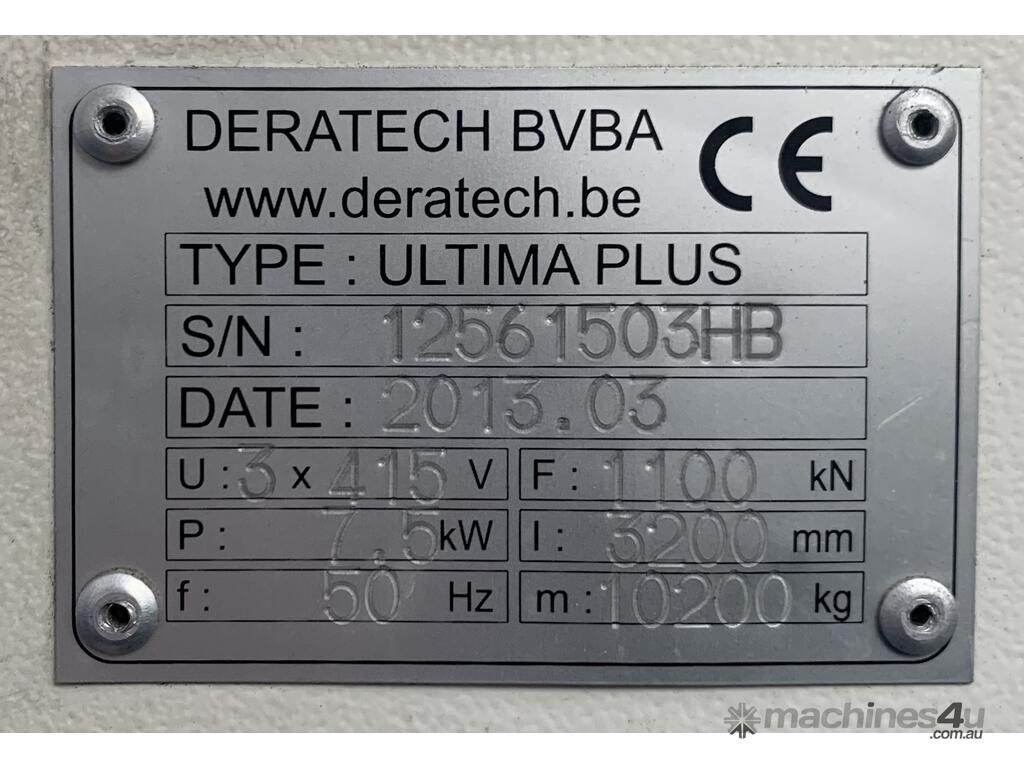 DERATECH BVBA CE
www.deratech.be
TYPE : ULTIMA PLUS
S/N : 12561503HB
DATE : 2013.03
U : 3 x 415 V F : 1100 kN
P : 7.5 kW l : 3200 mm
f : 50 Hz m : 10200 kg
machines4u
.com.au